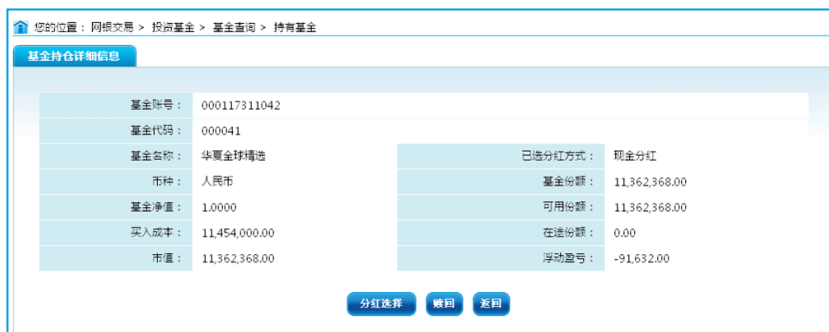 您的位置：网银交易 > 投资基金 > 基金查询 > 持有基金
基金持仓详细信息
基金账号： 000117311042
基金代码： 000041
基金名称： 华夏全球精选 已选分红方式： 现金分红
币种： 人民币 基金份额： 11,362,368.00
基金净值： 1.0000 可用份额： 11,362,368.00
买入成本： 11,454,000.00 在途份额： 0.00
市值： 11,362,368.00 浮动盈亏： -91,632.00
分红选择 赎回 返回